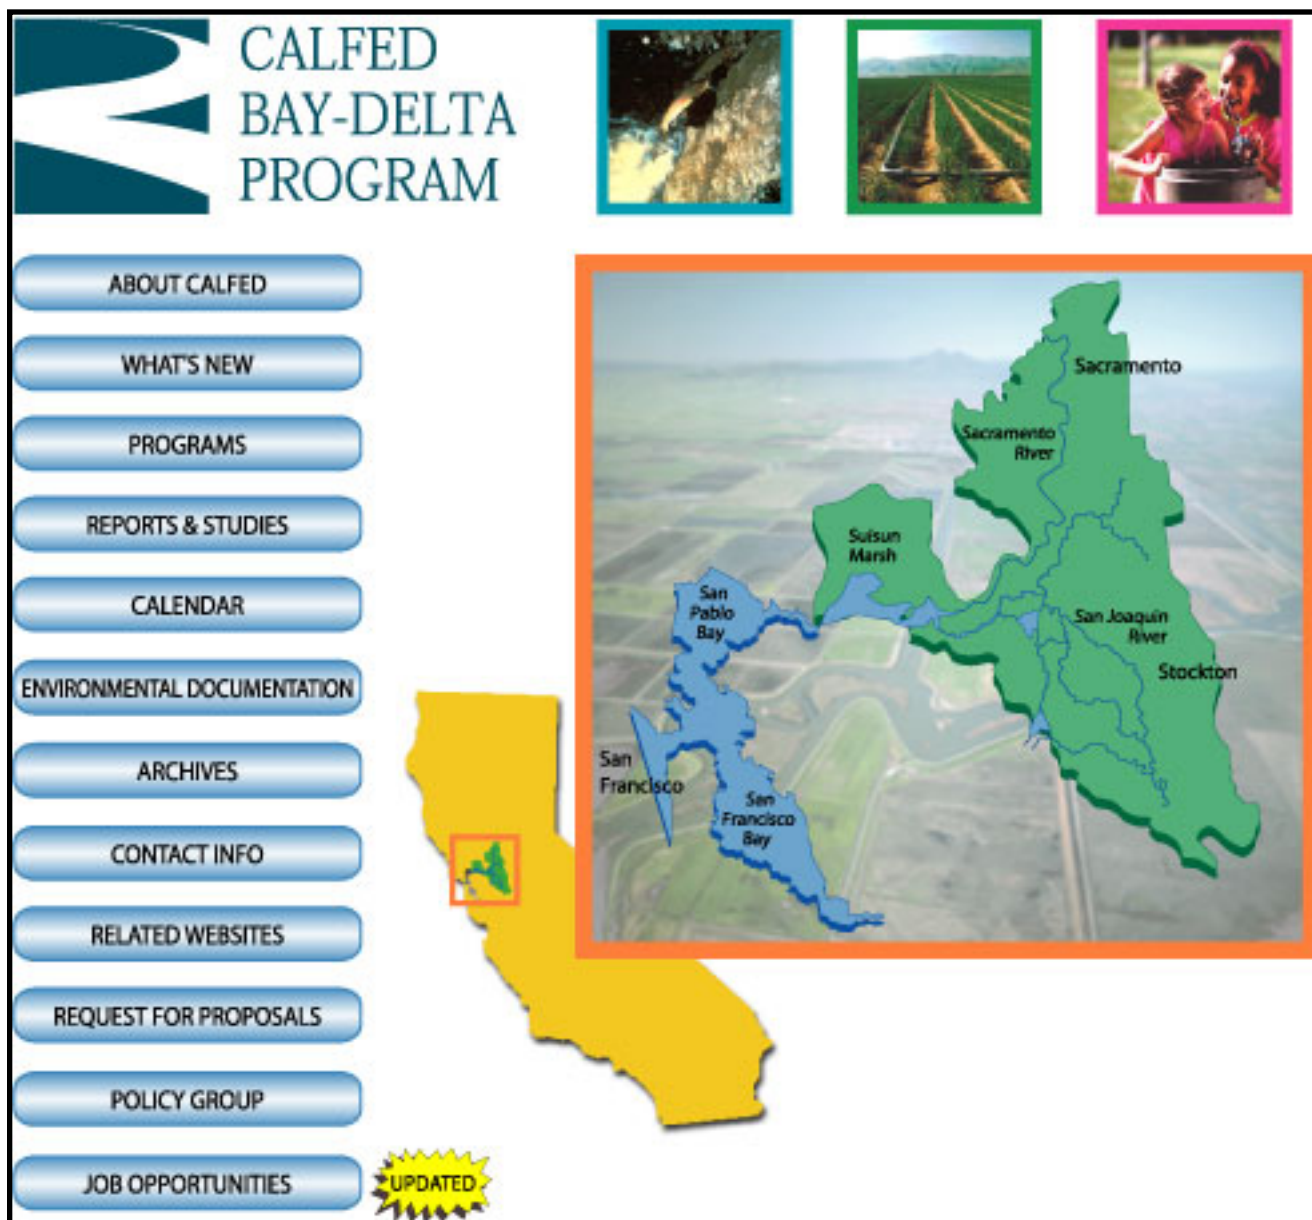 CALFED
BAY-DELTA
PROGRAM
ABOUT CALFED
WHAT'S NEW
PROGRAMS
REPORTS & STUDIES
CALENDAR
ENVIRONMENTAL DOCUMENTATION
ARCHIVES
CONTACT INFO
RELATED WEBSITES
REQUEST FOR PROPOSALS
POLICY GROUP
JOB OPPORTUNITIES
UPDATED
Sacramento
Sacramento
River
Suisun
Marsh
San
Pablo
Bay
San Joaquin
River
Stockton
San
Francisco
San
Francisco
Bay